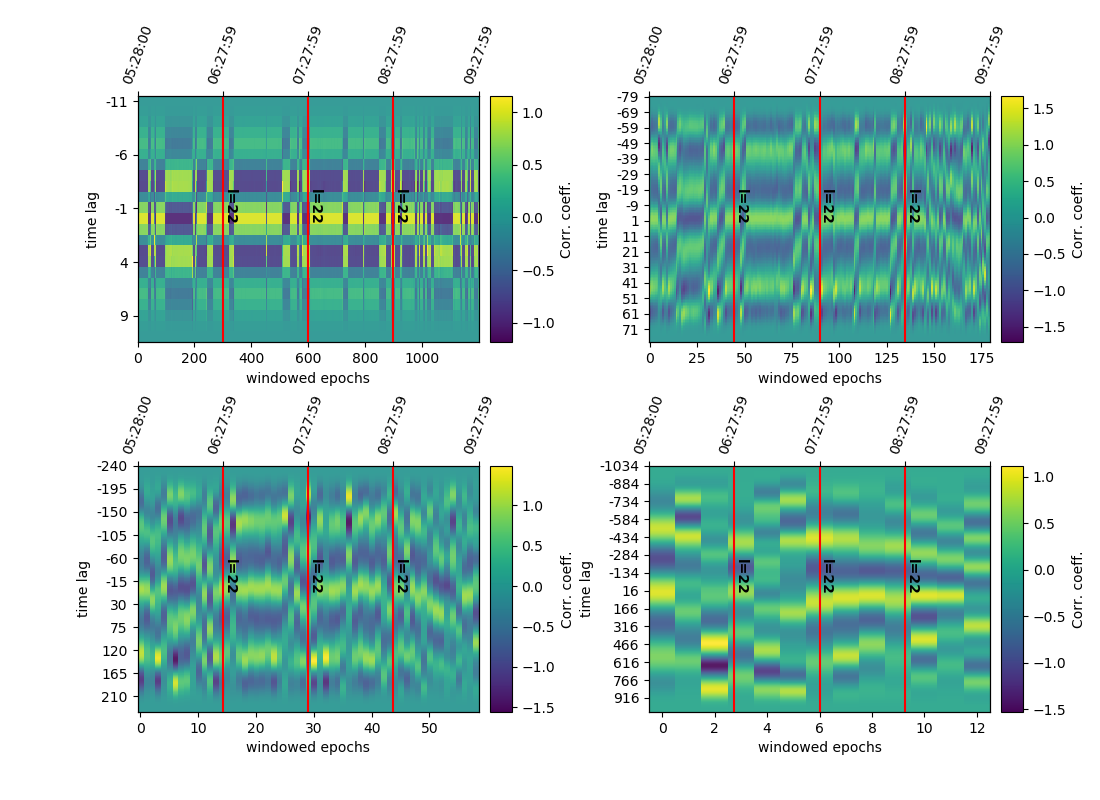 05:28:00 06:27:59 07:27:59 08:27:59 09:27:59
-11
-6
-1
4
9
time lag
l=22 l=22 l=22
0 200 400 600 800 1000
windowed epochs
1.0
0.5
0.0
−0.5
−1.0
Corr. coeff.
05:28:00 06:27:59 07:27:59 08:27:59 09:27:59
-79
-69
-59
-49
-39
-29
-19
-9
1
11
21
31
41
51
61
71
time lag
l=22 l=22 l=22
0 25 50 75 100 125 150 175
windowed epochs
1.5
1.0
0.5
0.0
−0.5
−1.0
−1.5
Corr. coeff.
05:28:00 06:27:59 07:27:59 08:27:59 09:27:59
-240
-195
-150
-105
-60
-15
30
75
120
165
210
time lag
l=22 l=22 l=22
0 10 20 30 40 50
windowed epochs
1.0
0.5
0.0
−0.5
−1.0
−1.5
Corr. coeff.
05:28:00 06:27:59 07:27:59 08:27:59 09:27:59
-1034
-884
-734
-584
-434
-284
-134
16
166
316
466
616
766
916
time lag
l=22 l=22 l=22
0 2 4 6 8 10 12
windowed epochs
1.0
0.5
0.0
−0.5
−1.0
−1.5
Corr. coeff.